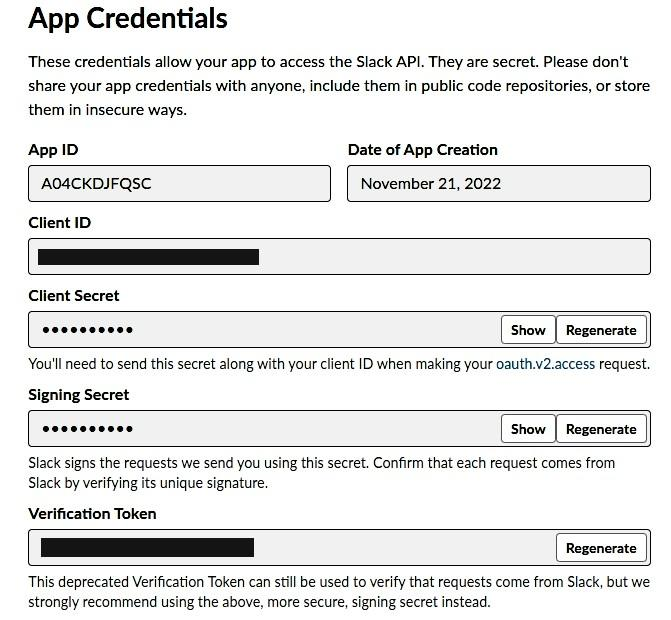 App Credentials
These credentials allow your app to access the Slack API. They are secret. Please don't
share your app credentials with anyone, include them in public code repositories, or store
them in insecure ways.
App ID
Date of App Creation
A04CKDJFQSC
November 21, 2022
Client ID
Client Secret
••••••••••
Show
Regenerate
You'll need to send this secret along with your client ID when making your oauth.v2.access request.
Signing Secret
••••••••••
Show
Regenerate
Slack signs the requests we send you using this secret. Confirm that each request comes from
Slack by verifying its unique signature.
Verification Token
Regenerate
This deprecated Verification Token can still be used to verify that requests come from Slack, but we
strongly recommend using the above, more secure, signing secret instead.